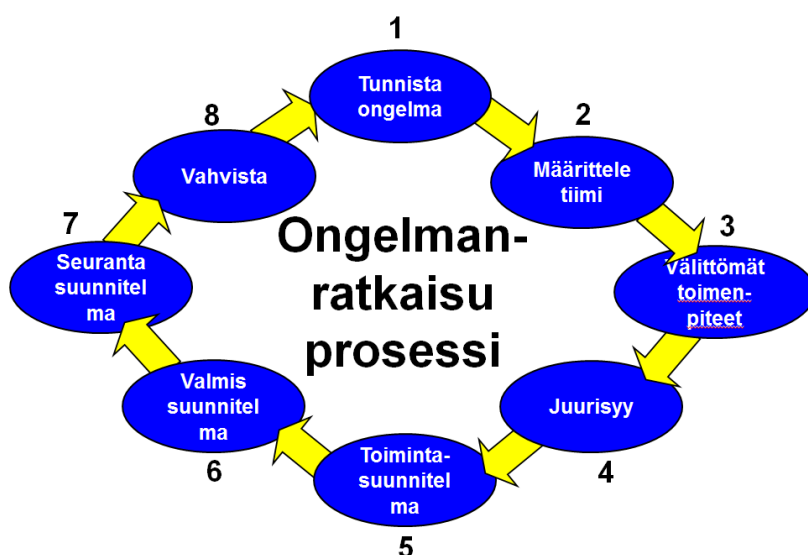 1
Tunnista
ongelma
2
Määrittele
tiimi
3
Välittömät
toimen-
piteet
Juurisyy
4
Toiminta-
suunnitel
ma
5
Valmis
suunnitel
ma
6
7
Seuranta
suunnitel
ma
8
Vahvista
Ongelman-
ratkaisu
prosessi